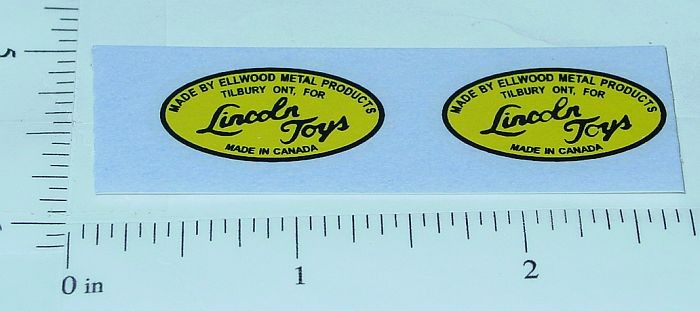 5
MADE BY ELLWOOD METAL PRODUCTS
TILBURY ONT, FOR
Lincoln
Toys
MADE IN CANADA
MADE BY ELLWOOD METAL PRODUCTS
TILBURY ONT, FOR
Lincoln
Toys
MADE IN CANADA
0 in 1 2